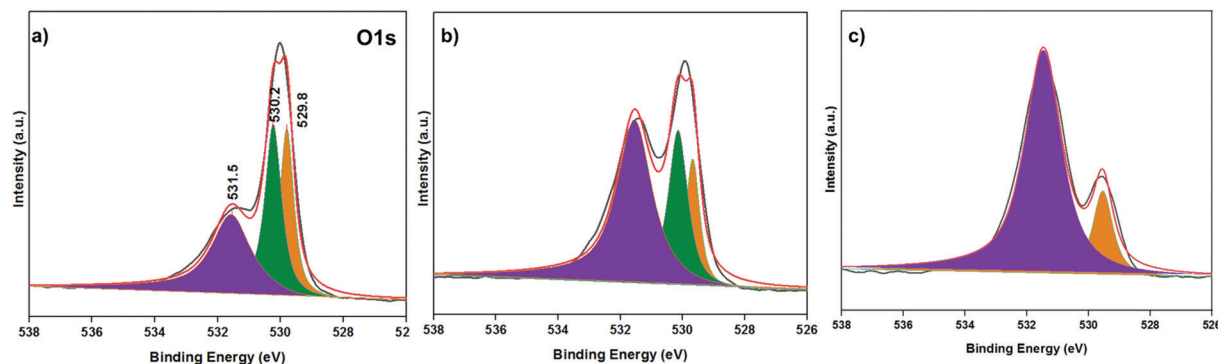 a)
O1s
531.5
530.2
529.8
Intensity (a.u.)
538 536 534 532 530 528 52
Binding Energy (eV)
b)
Intensity (a.u.)
538 536 534 532 530 528 526
Binding Energy (eV)
c)
Intensity (a.u.)
538 536 534 532 530 528 526
Binding Energy (eV)